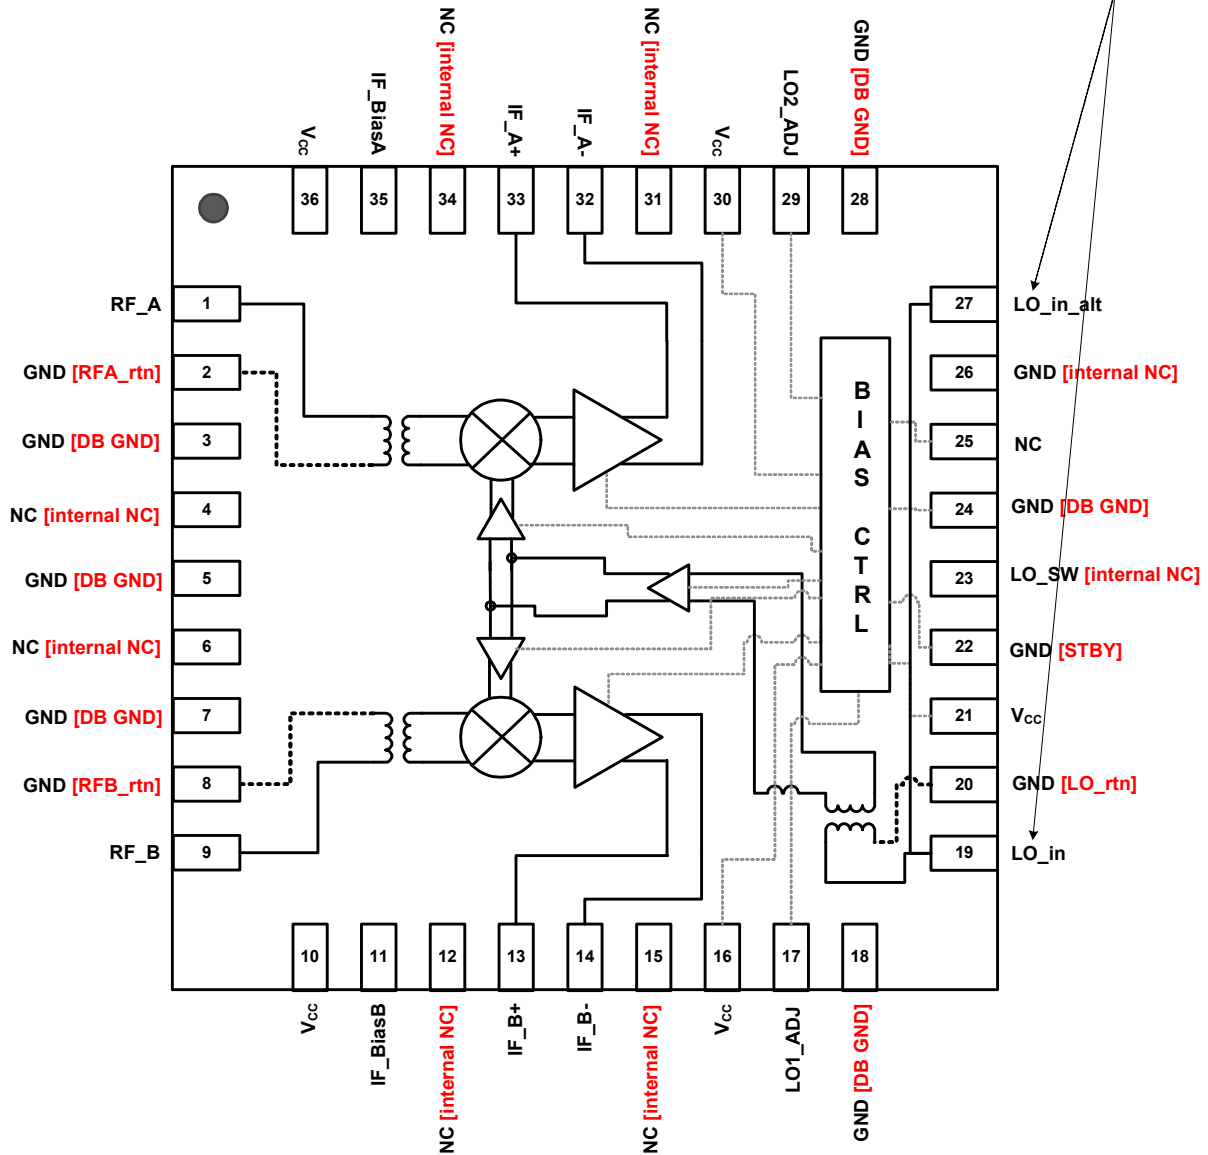 NC [internal NC]
NC [internal NC]
GND [DB GND]
IF_BiasA
IF_A+
IF_A-
LO2_ADJ
VCC
VCC
36
35
34
33
32
31
30
29
28
RF_A
1
27
LO_in_alt
GND [RFA_rtn]
2
26
GND [internal NC]
GND [DB GND]
3
25
NC
NC [internal NC]
4
24
GND [DB GND]
GND [DB GND]
5
23
LO_SW [internal NC]
NC [internal NC]
6
22
GND [STBY]
GND [DB GND]
7
21
VCC
GND [RFB_rtn]
8
20
GND [LO_rtn]
RF_B
9
19
LO_in
BIAS CTRL
10
11
12
13
14
15
16
17
18
VCC
IF_BiasB
NC [internal NC]
IF_B+
IF_B-
NC [internal NC]
VCC
LO1_ADJ
GND [DB GND]